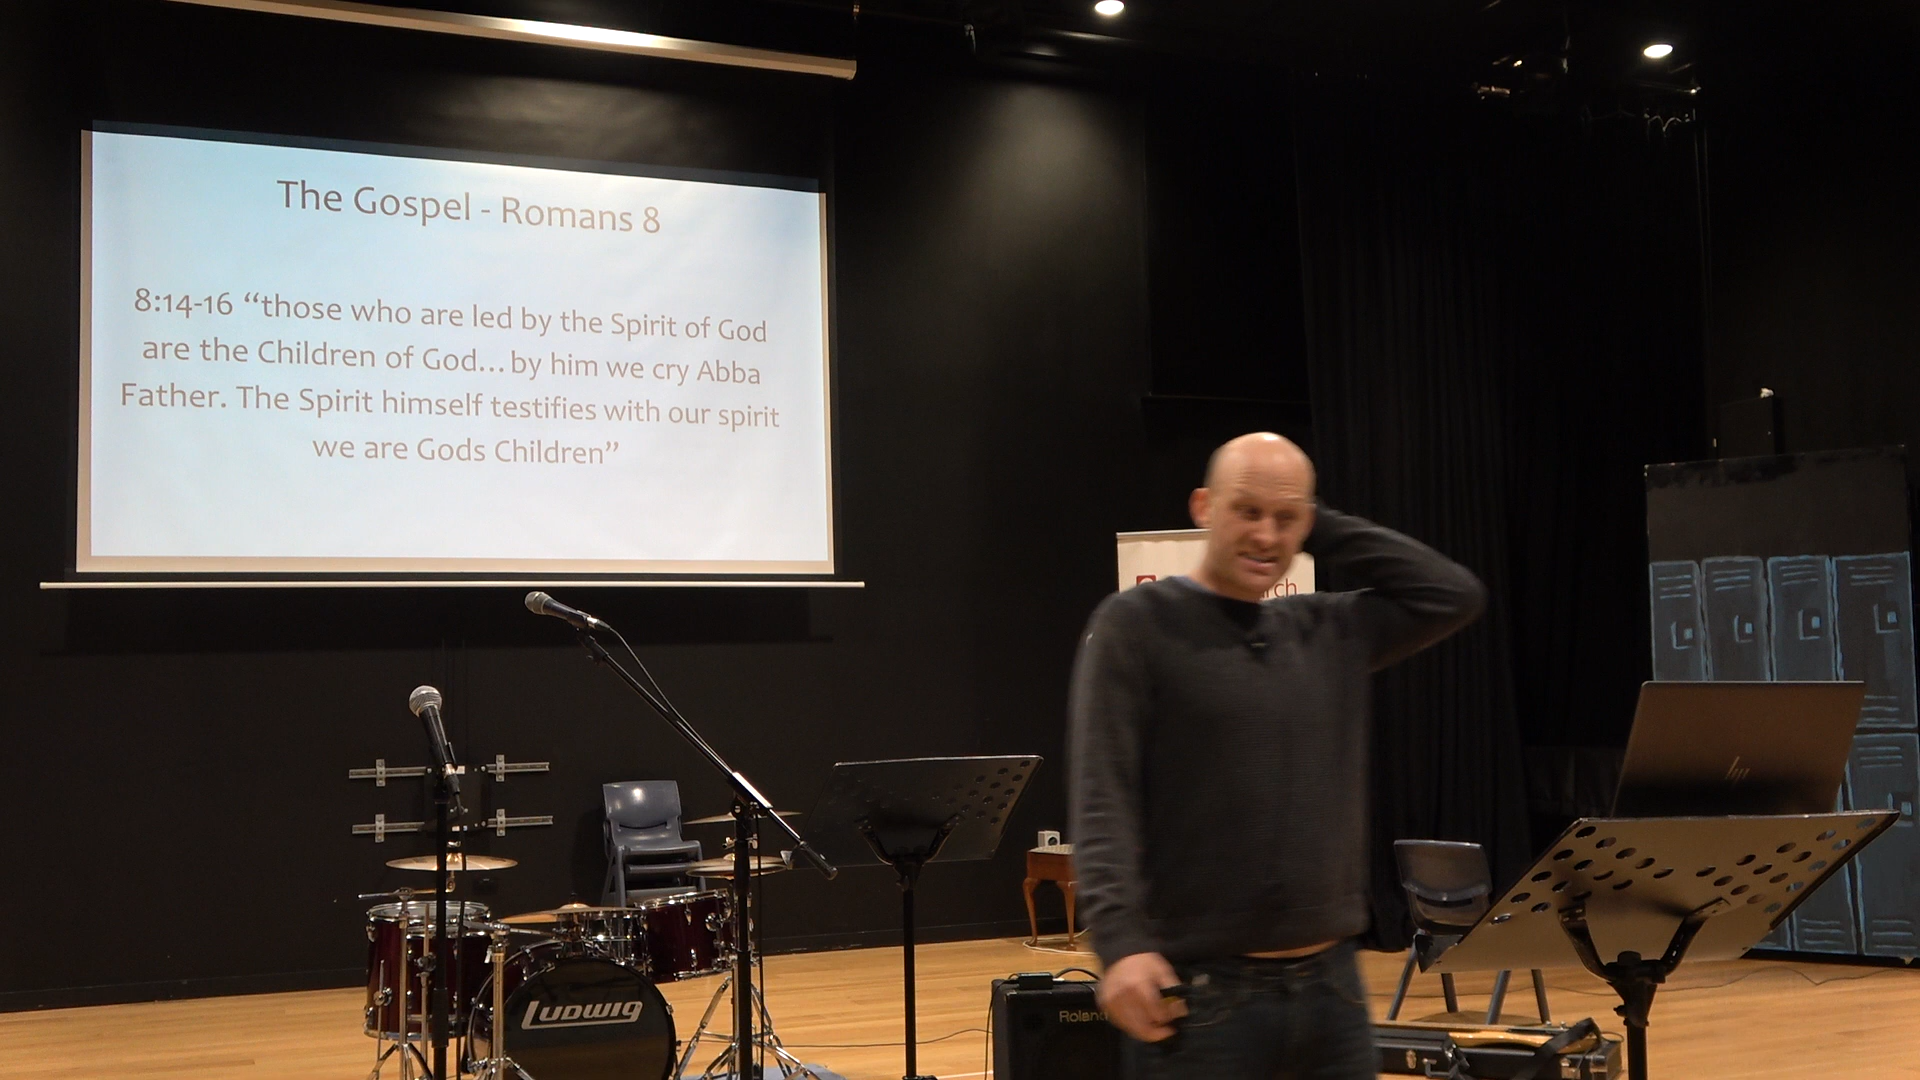 The Gospel - Romans 8
8:14-16 “those who are led by the Spirit of God
are the Children of God... by him we cry Abba
Father. The Spirit himself testifies with our spirit
we are Gods Children”
LUDWIG
Roland
hp